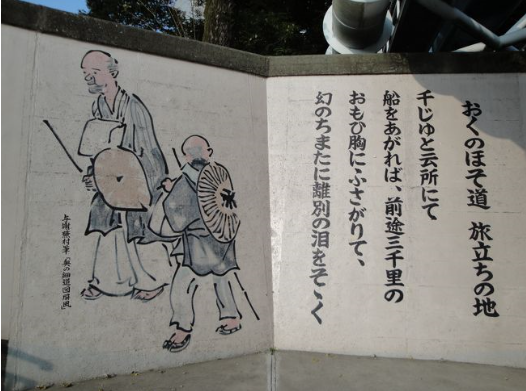 おくのほそ道　旅立ちの地
千じゆと云所にて
船をあがれば、前途三千里の
おもひ胸にふさがりて、
幻のちまたに離別の泪をそゝく
与謝蕪村筆「奥の細道図屏風」